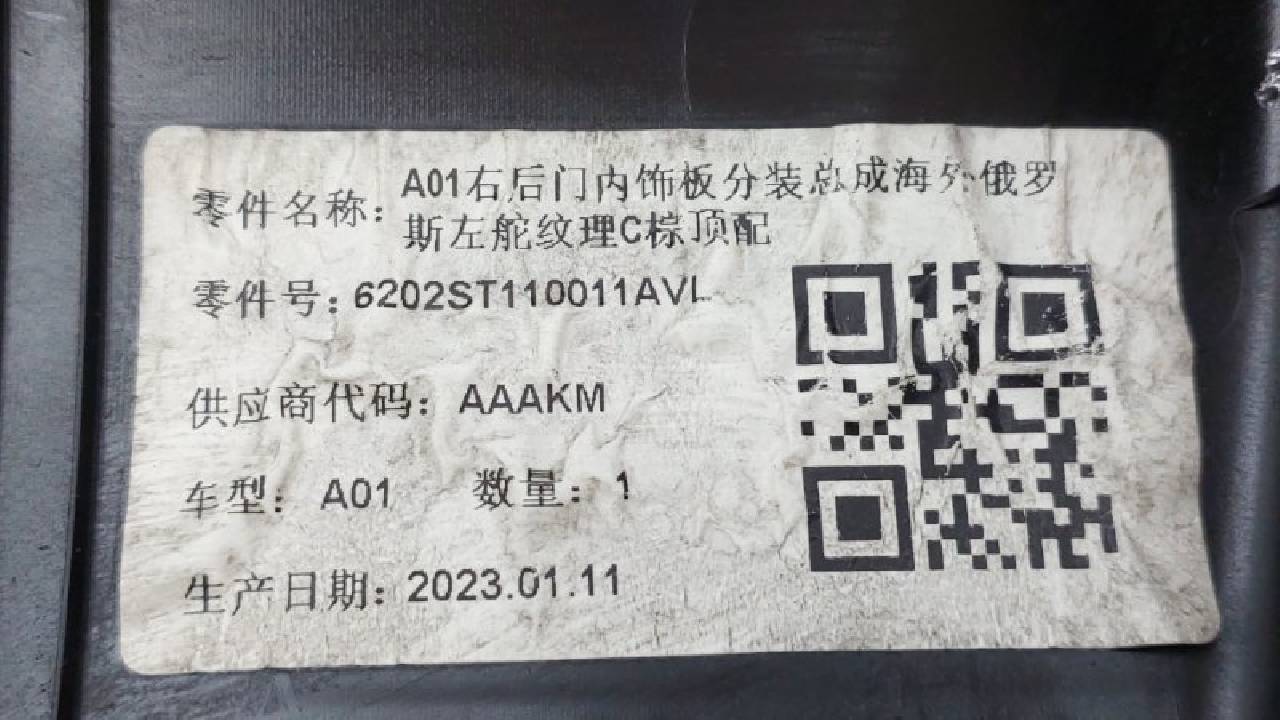 零件名称: A01右后门内饰板分装总成海外俄罗
斯左舵纹理C棕顶配
零件号: 6202ST110011AVL
供应商代码: AAAKM
车型: A01 数量: 1
生产日期: 2023.01.11